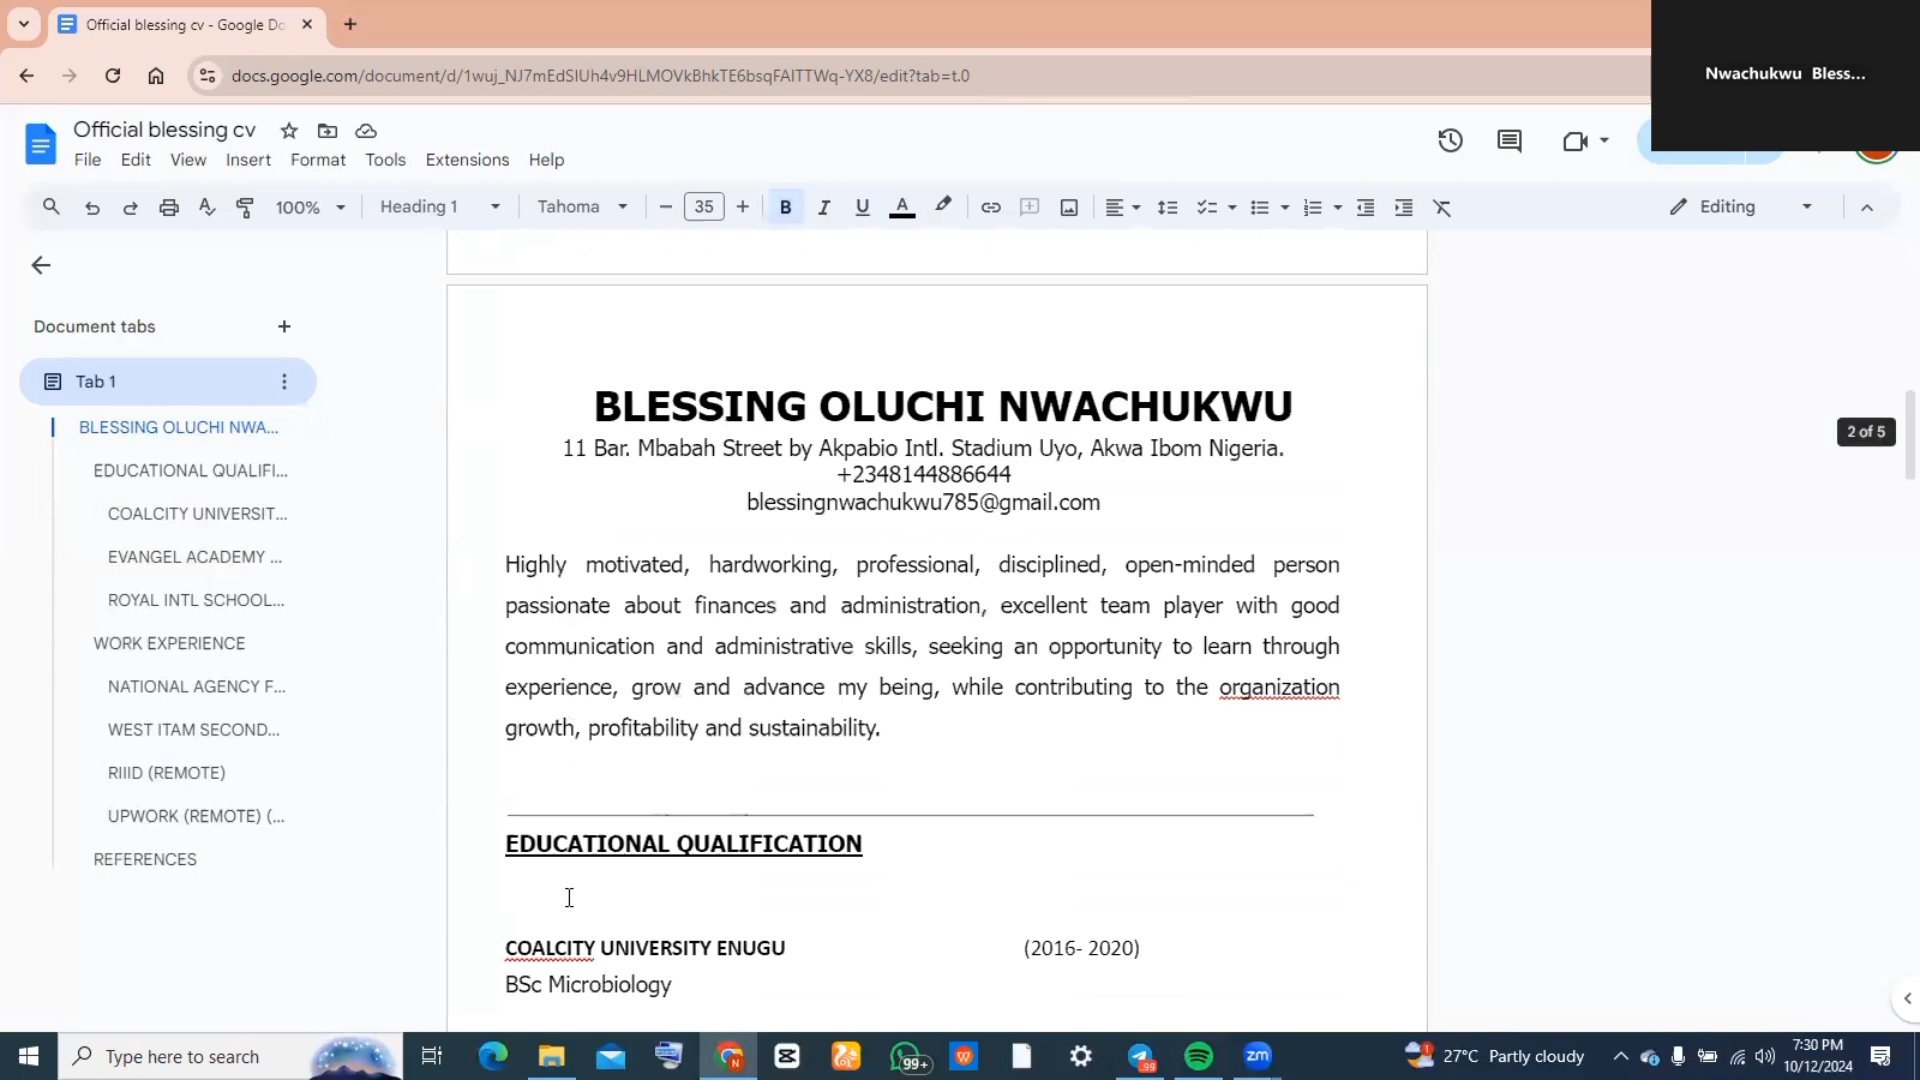 Official blessing cv - Google Do
docs.google.com/document/d/1wuj_NJ7mEdSIUh4v9HLMOVkBhkTE6bsqFAITTWq-YX8/edit?tab=t.0
Nwachukwu Bless...
Official blessing cv
File Edit View Insert Format Tools Extensions Help
100% Heading 1 Tahoma 35 B I U A Editing
Document tabs
Tab 1
BLESSING OLUCHI NWA...
EDUCATIONAL QUALIFI...
COALCITY UNIVERSIT...
EVANGEL ACADEMY ...
ROYAL INTL SCHOOL...
WORK EXPERIENCE
NATIONAL AGENCY F...
WEST ITAM SECOND...
RIIID (REMOTE)
UPWORK (REMOTE) (...
REFERENCES
2 of 5
BLESSING OLUCHI NWACHUKWU
11 Bar. Mbabah Street by Akpabio Intl. Stadium Uyo, Akwa Ibom Nigeria.
+2348144886644
blessingnwachukwu785@gmail.com
Highly motivated, hardworking, professional, disciplined, open-minded person
passionate about finances and administration, excellent team player with good
communication and administrative skills, seeking an opportunity to learn through
experience, grow and advance my being, while contributing to the organization
growth, profitability and sustainability.
EDUCATIONAL QUALIFICATION
COALCITY UNIVERSITY ENUGU (2016- 2020)
BSc Microbiology
Type here to search
99+
99
zm
27°C Partly cloudy
7:30 PM
10/12/2024